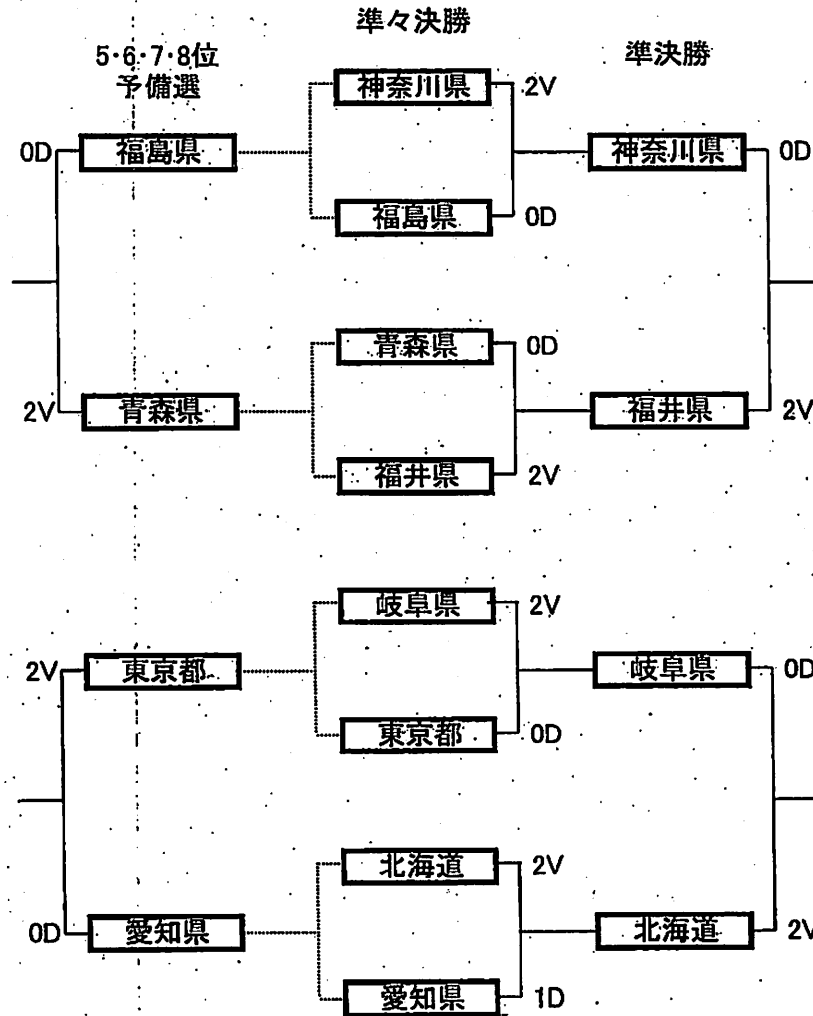 準々決勝
5・6・7・8位
予備選
準決勝
神奈川県 2V
0D 福島県
神奈川県 0D
福島県 0D
青森県 0D
2V 青森県
福井県 2V
福井県 2V
岐阜県 2V
2V 東京都
岐阜県 0D
東京都 0D
北海道 2V
0D 愛知県
北海道 2V
愛知県 1D